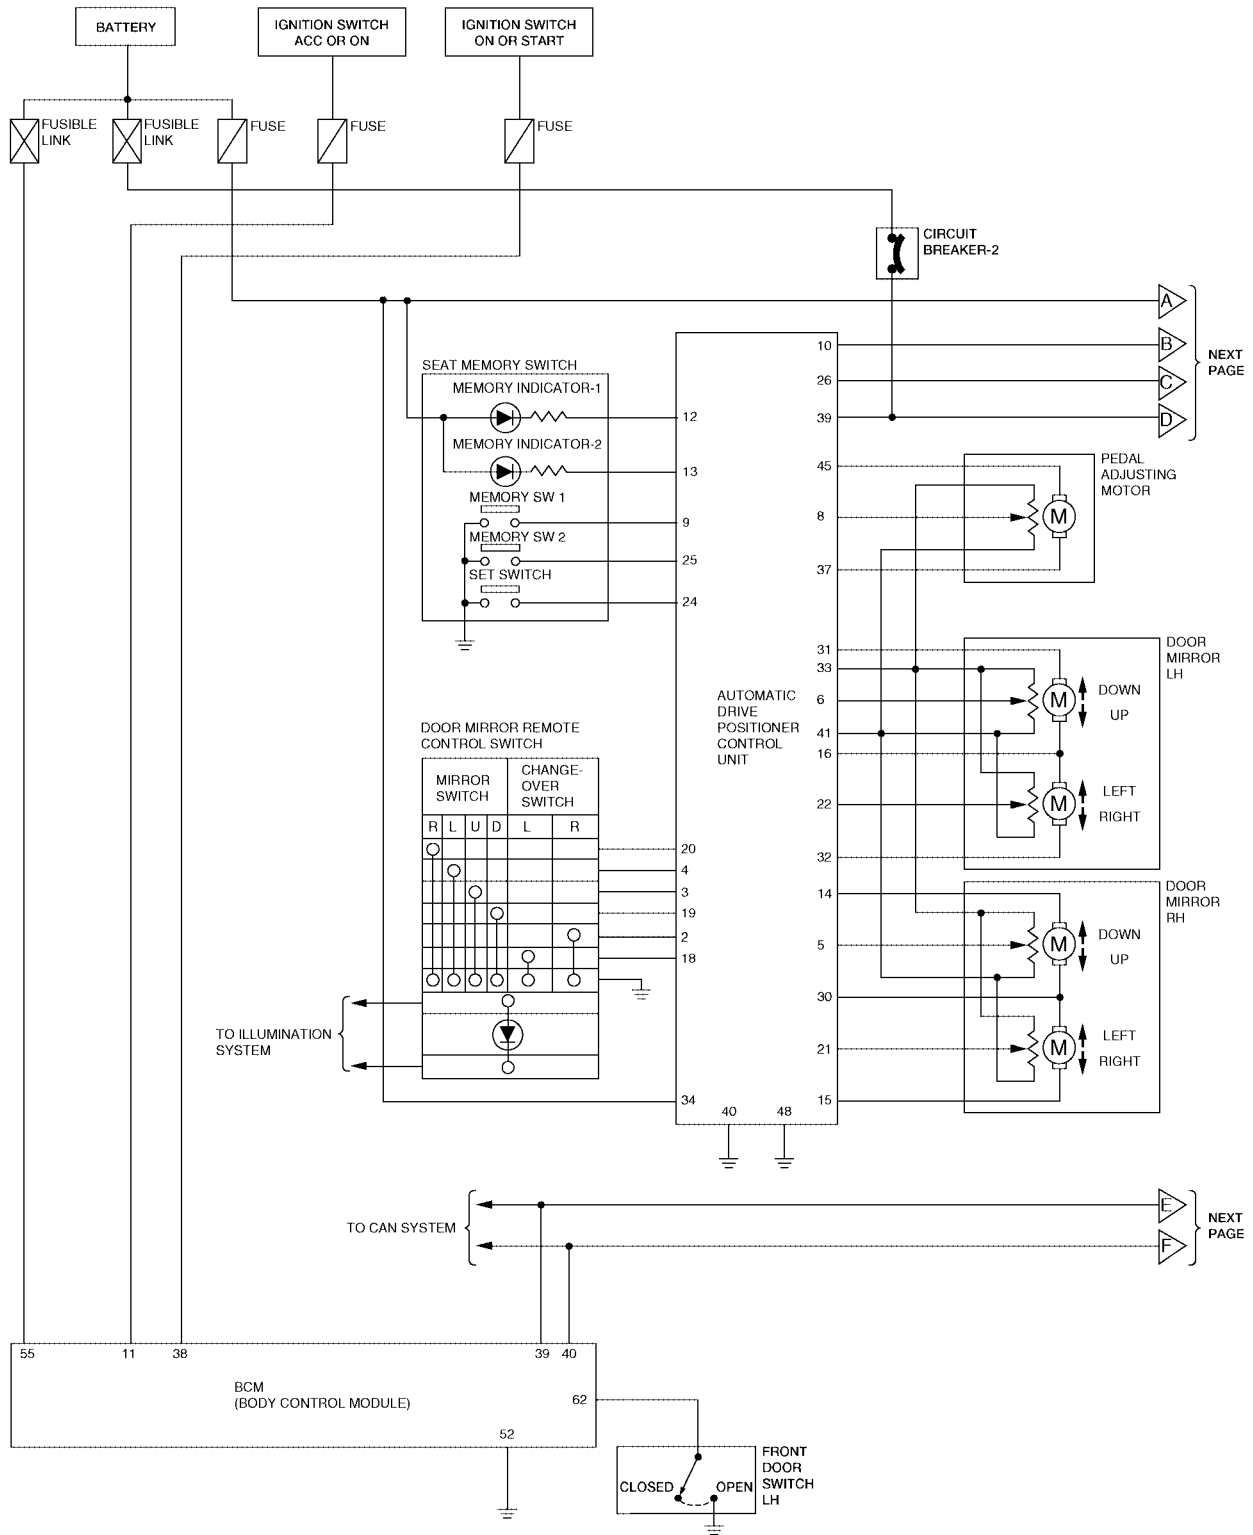 BATTERY
IGNITION SWITCH
ACC OR ON
IGNITION SWITCH
ON OR START
FUSIBLE
LINK
FUSIBLE
LINK
FUSE
FUSE
FUSE
CIRCUIT
BREAKER-2
A
B
C
D
NEXT
PAGE
SEAT MEMORY SWITCH
MEMORY INDICATOR-1
MEMORY INDICATOR-2
MEMORY SW 1
MEMORY SW 2
SET SWITCH
12
13
9
25
24
10
26
39
45
8
37
PEDAL
ADJUSTING
MOTOR
M
31
33
6
41
16
22
32
DOOR
MIRROR
LH
M
DOWN
UP
M
LEFT
RIGHT
AUTOMATIC
DRIVE
POSITIONER
CONTROL
UNIT
DOOR MIRROR REMOTE
CONTROL SWITCH
MIRROR
SWITCH
CHANGE-
OVER
SWITCH
R L U D L R
20
4
3
19
2
18
34
40 48
14
5
30
21
15
DOOR
MIRROR
RH
M
DOWN
UP
M
LEFT
RIGHT
TO ILLUMINATION
SYSTEM
TO CAN SYSTEM
E
F
NEXT
PAGE
55 11 38 39 40
BCM
(BODY CONTROL MODULE)
62
52
CLOSED OPEN
FRONT
DOOR
SWITCH
LH